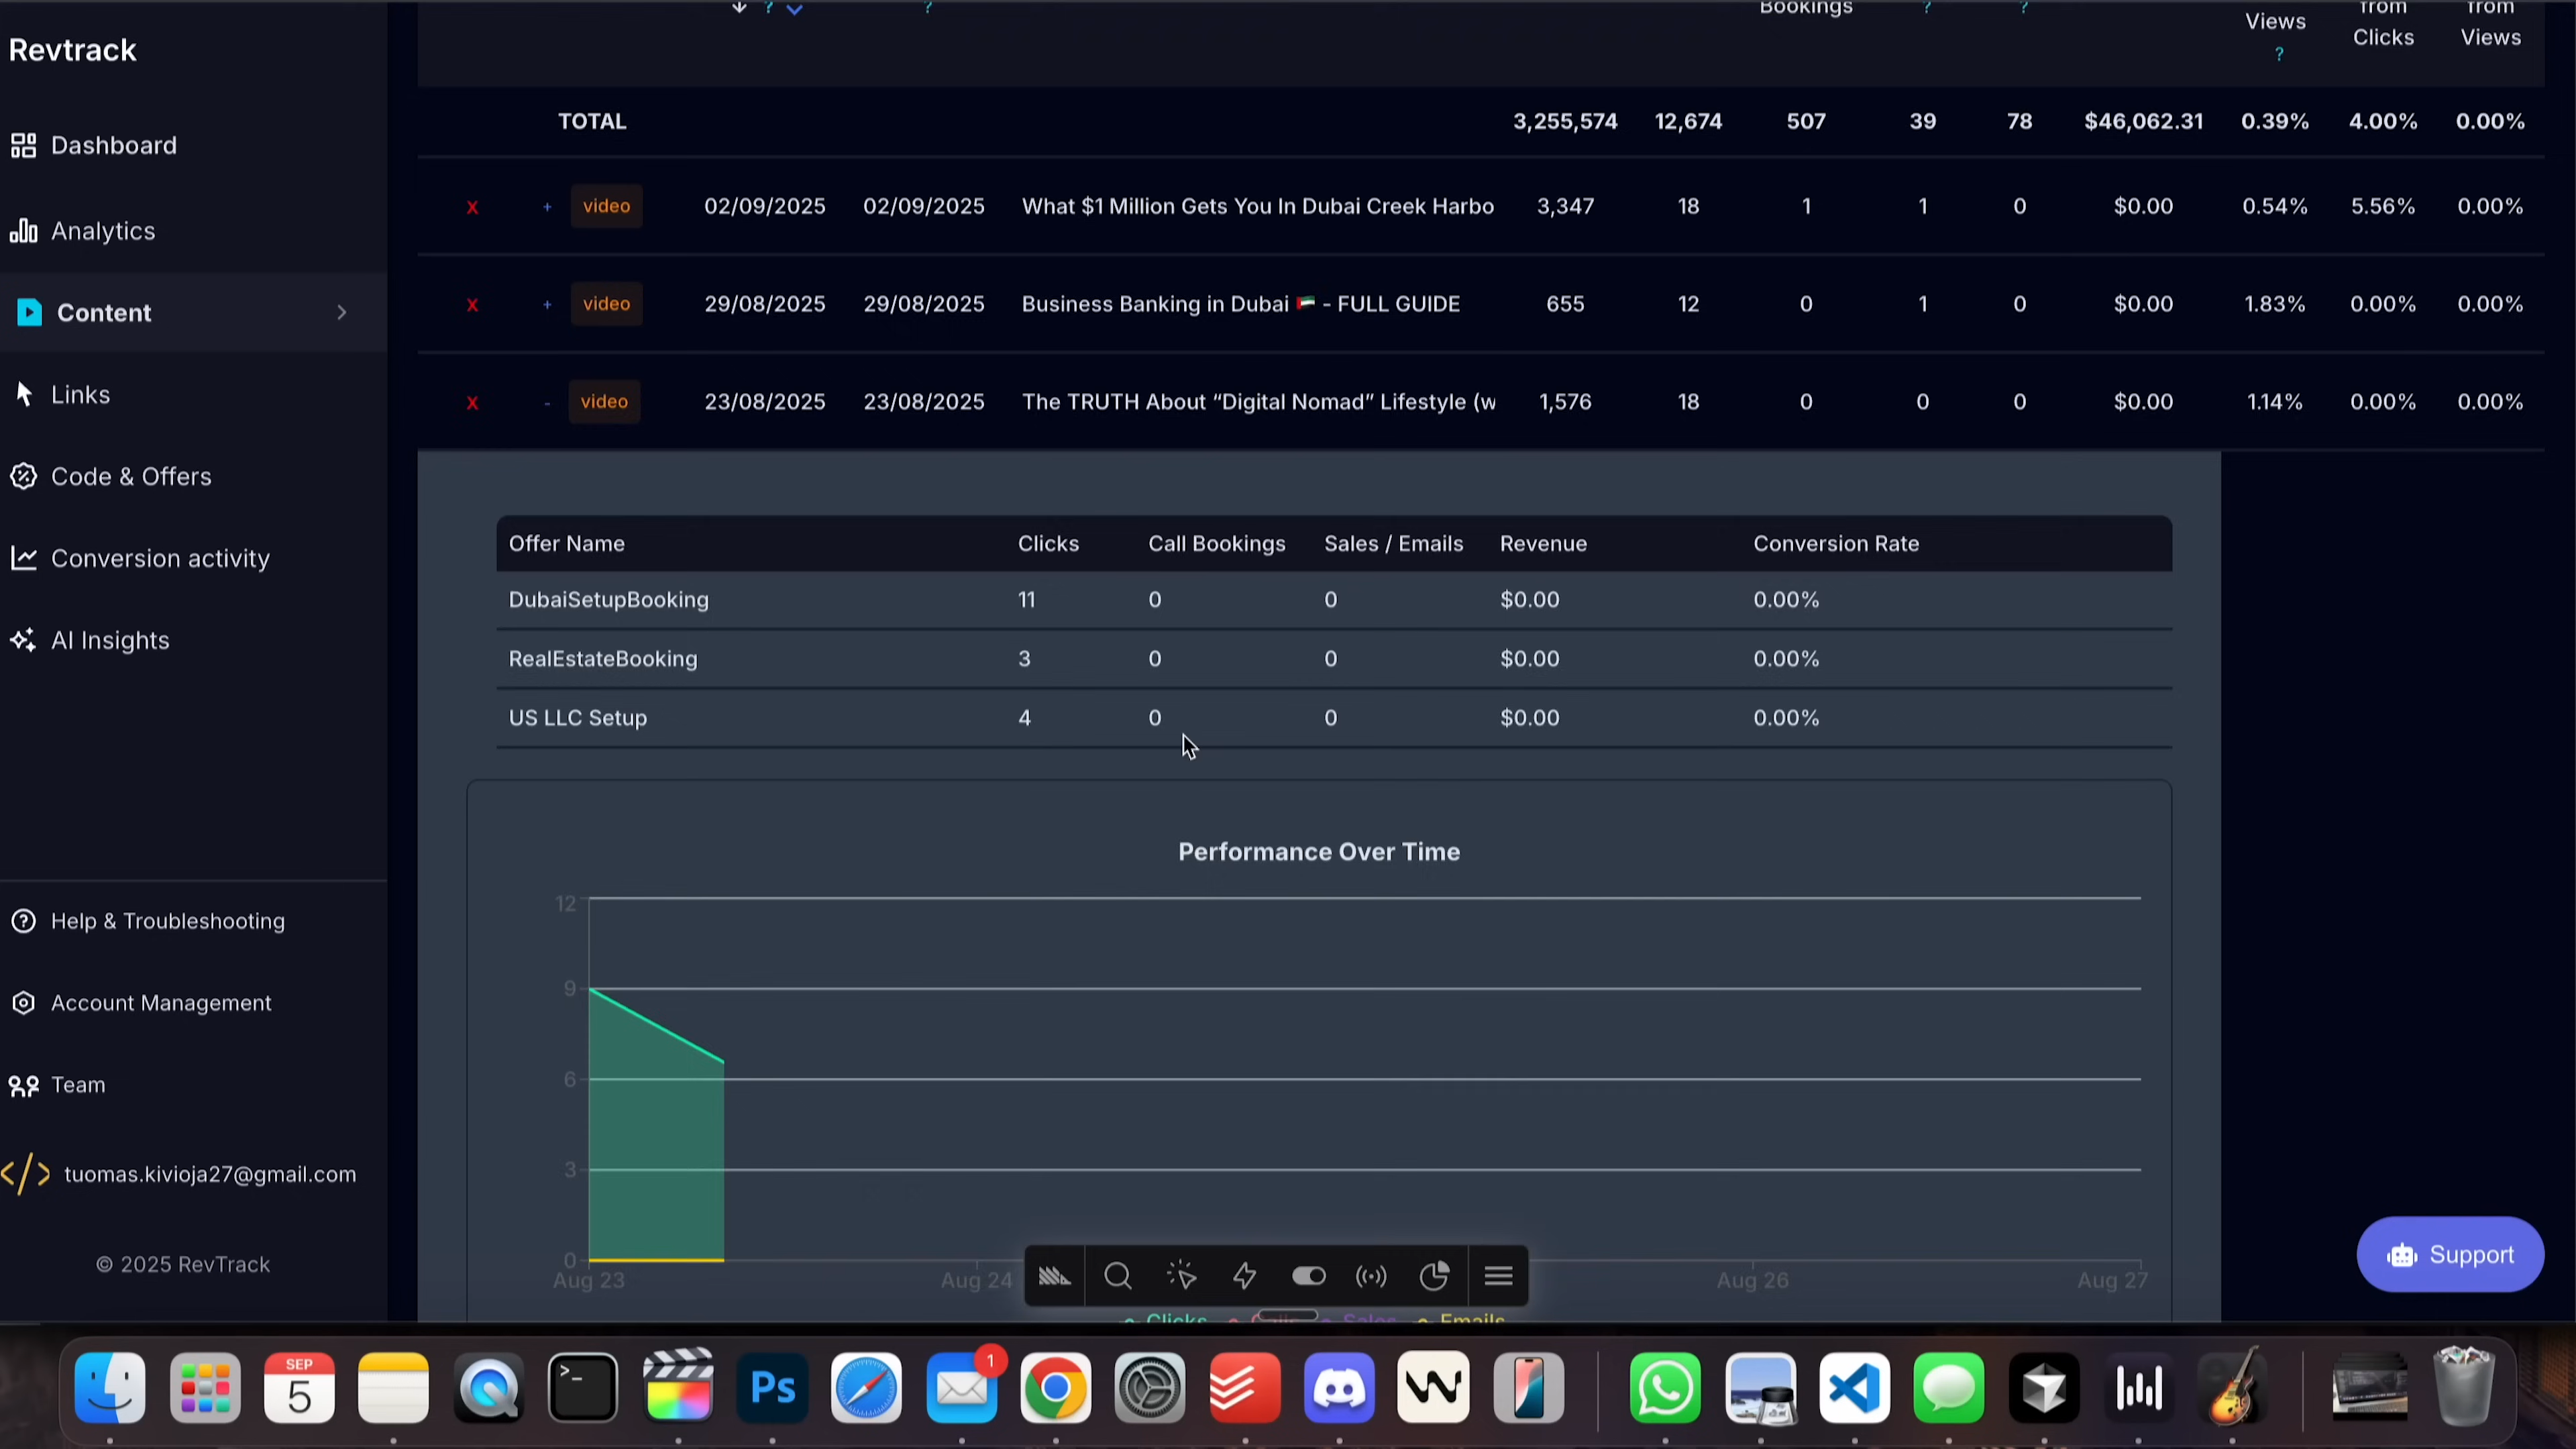 Revtrack
Dashboard
Analytics
Content
Links
Code & Offers
Conversion activity
AI Insights
Help & Troubleshooting
Account Management
Team
tuomas.kivioja27@gmail.com
© 2025 RevTrack
? ? Bookings ? ? Views ? from Clicks from Views
TOTAL 3,255,574 12,674 507 39 78 $46,062.31 0.39% 4.00% 0.00%
x + video 02/09/2025 02/09/2025 What $1 Million Gets You In Dubai Creek Harbo 3,347 18 1 1 0 $0.00 0.54% 5.56% 0.00%
x + video 29/08/2025 29/08/2025 Business Banking in Dubai 🇦🇪 - FULL GUIDE 655 12 0 1 0 $0.00 1.83% 0.00% 0.00%
x - video 23/08/2025 23/08/2025 The TRUTH About “Digital Nomad” Lifestyle (w 1,576 18 0 0 0 $0.00 1.14% 0.00% 0.00%
Offer Name Clicks Call Bookings Sales / Emails Revenue Conversion Rate
DubaiSetupBooking 11 0 0 $0.00 0.00%
RealEstateBooking 3 0 0 $0.00 0.00%
US LLC Setup 4 0 0 $0.00 0.00%
Performance Over Time
12
9
6
3
0
Aug 23 Aug 24 Aug 26 Aug 27
Clicks Sales Emails
Support
SEP
5
>_
Ps
1